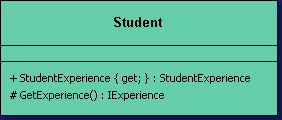 Student
+ StudentExperience { get; } : StudentExperience
# GetExperience() : IExperience